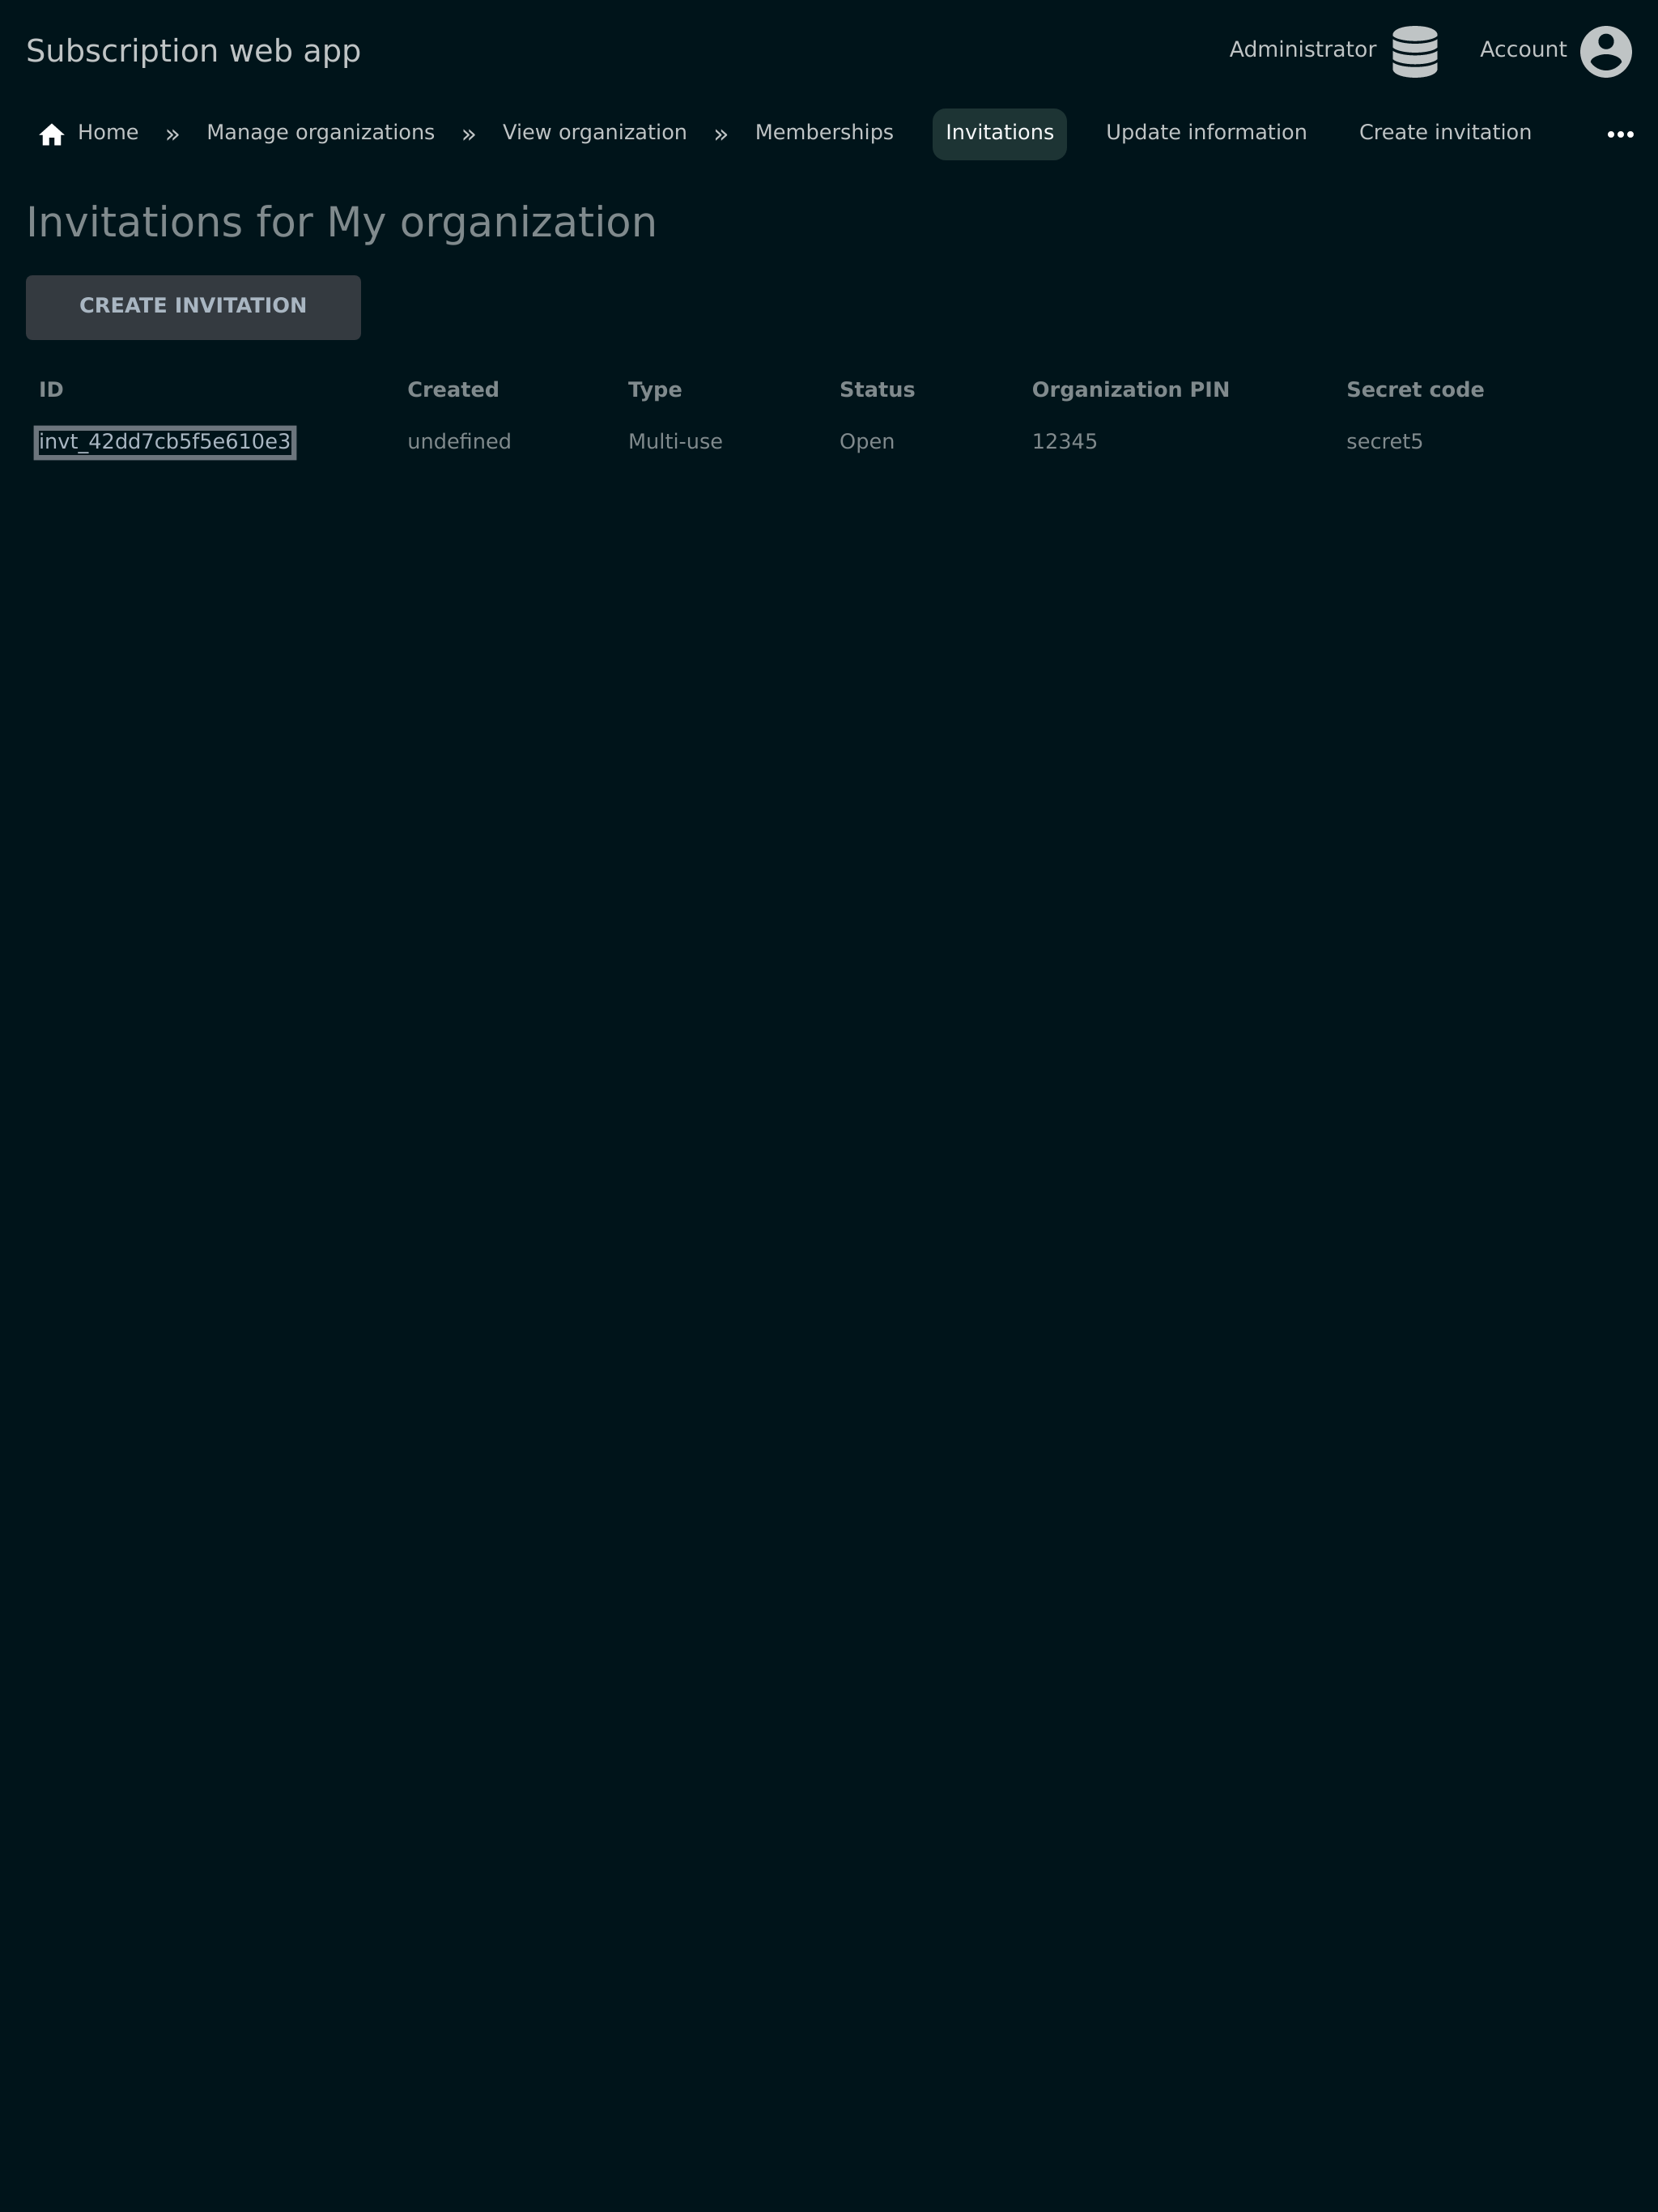 Subscription web app
Administrator
Account
Home » Manage organizations » View organization » Memberships Invitations Update information Create invitation •••
Invitations for My organization
CREATE INVITATION
ID Created Type Status Organization PIN Secret code
invt_42dd7cb5f5e610e3 undefined Multi-use Open 12345 secret5